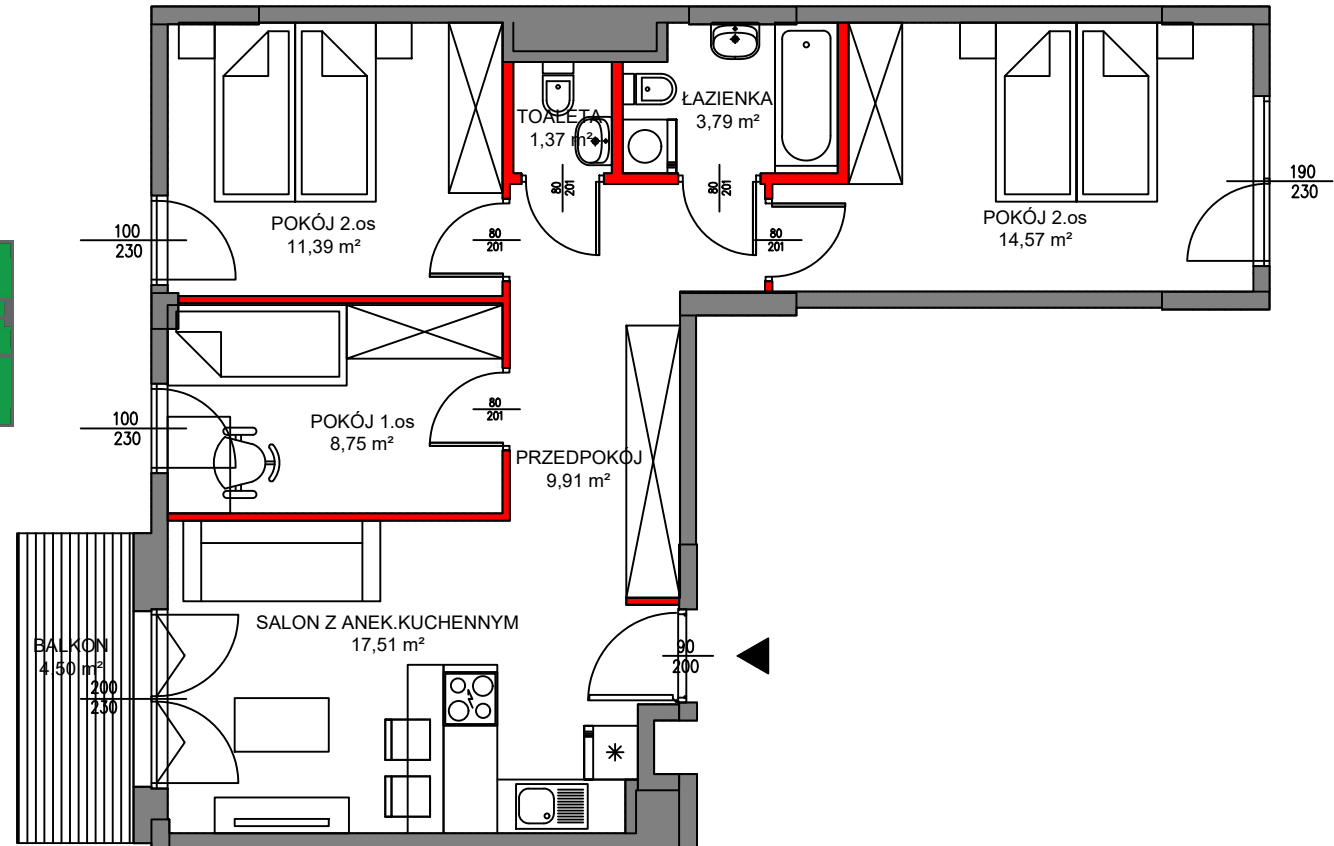 TOALETA
1,37 m²
ŁAZIENKA
3,79 m²
80
201
80
201
190
230
POKÓJ 2.os
11,39 m²
POKÓJ 2.os
14,57 m²
100
230
80
201
80
201
POKÓJ 1.os
8,75 m²
100
230
80
201
PRZEDPOKÓJ
9,91 m²
SALON Z ANEK.KUCHENNYM
17,51 m²
BALKON
4,50 m²
200
230
90
200